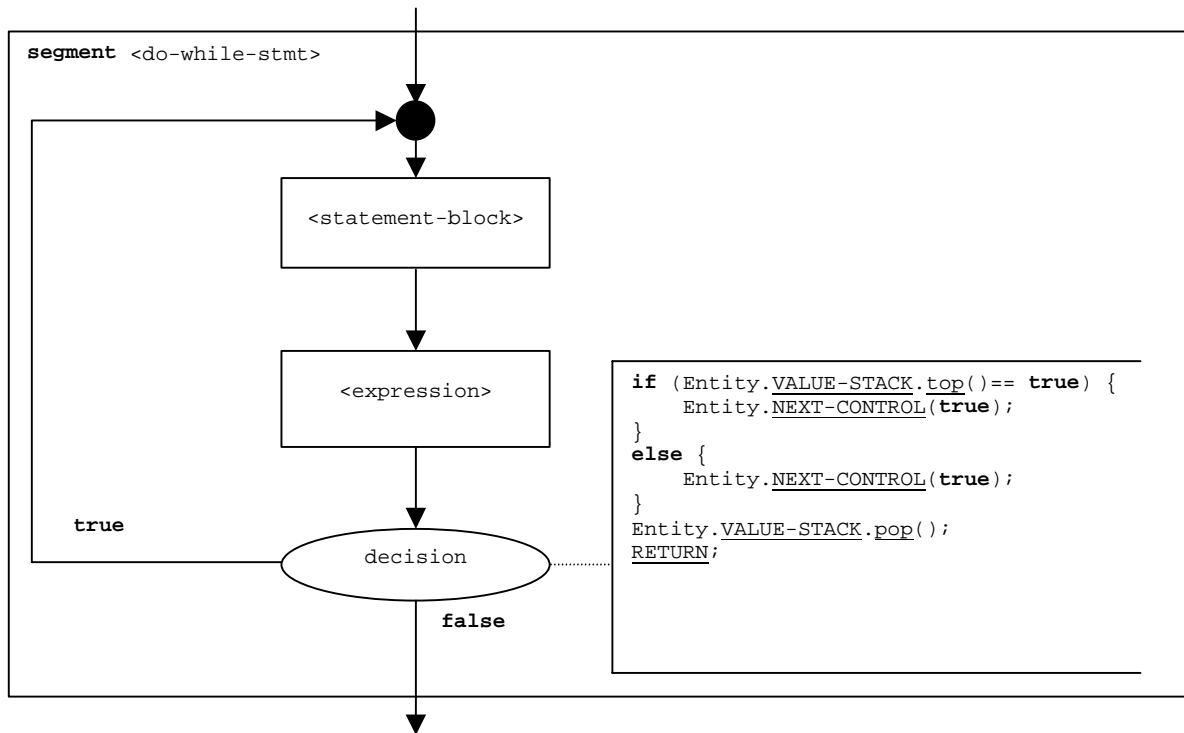 segment <do-while-stmt>
<statement-block>
<expression>
if (Entity.VALUE-STACK.top()== true) {
    Entity.NEXT-CONTROL(true);
}
else {
    Entity.NEXT-CONTROL(true);
}
Entity.VALUE-STACK.pop();
RETURN;
true
decision
false